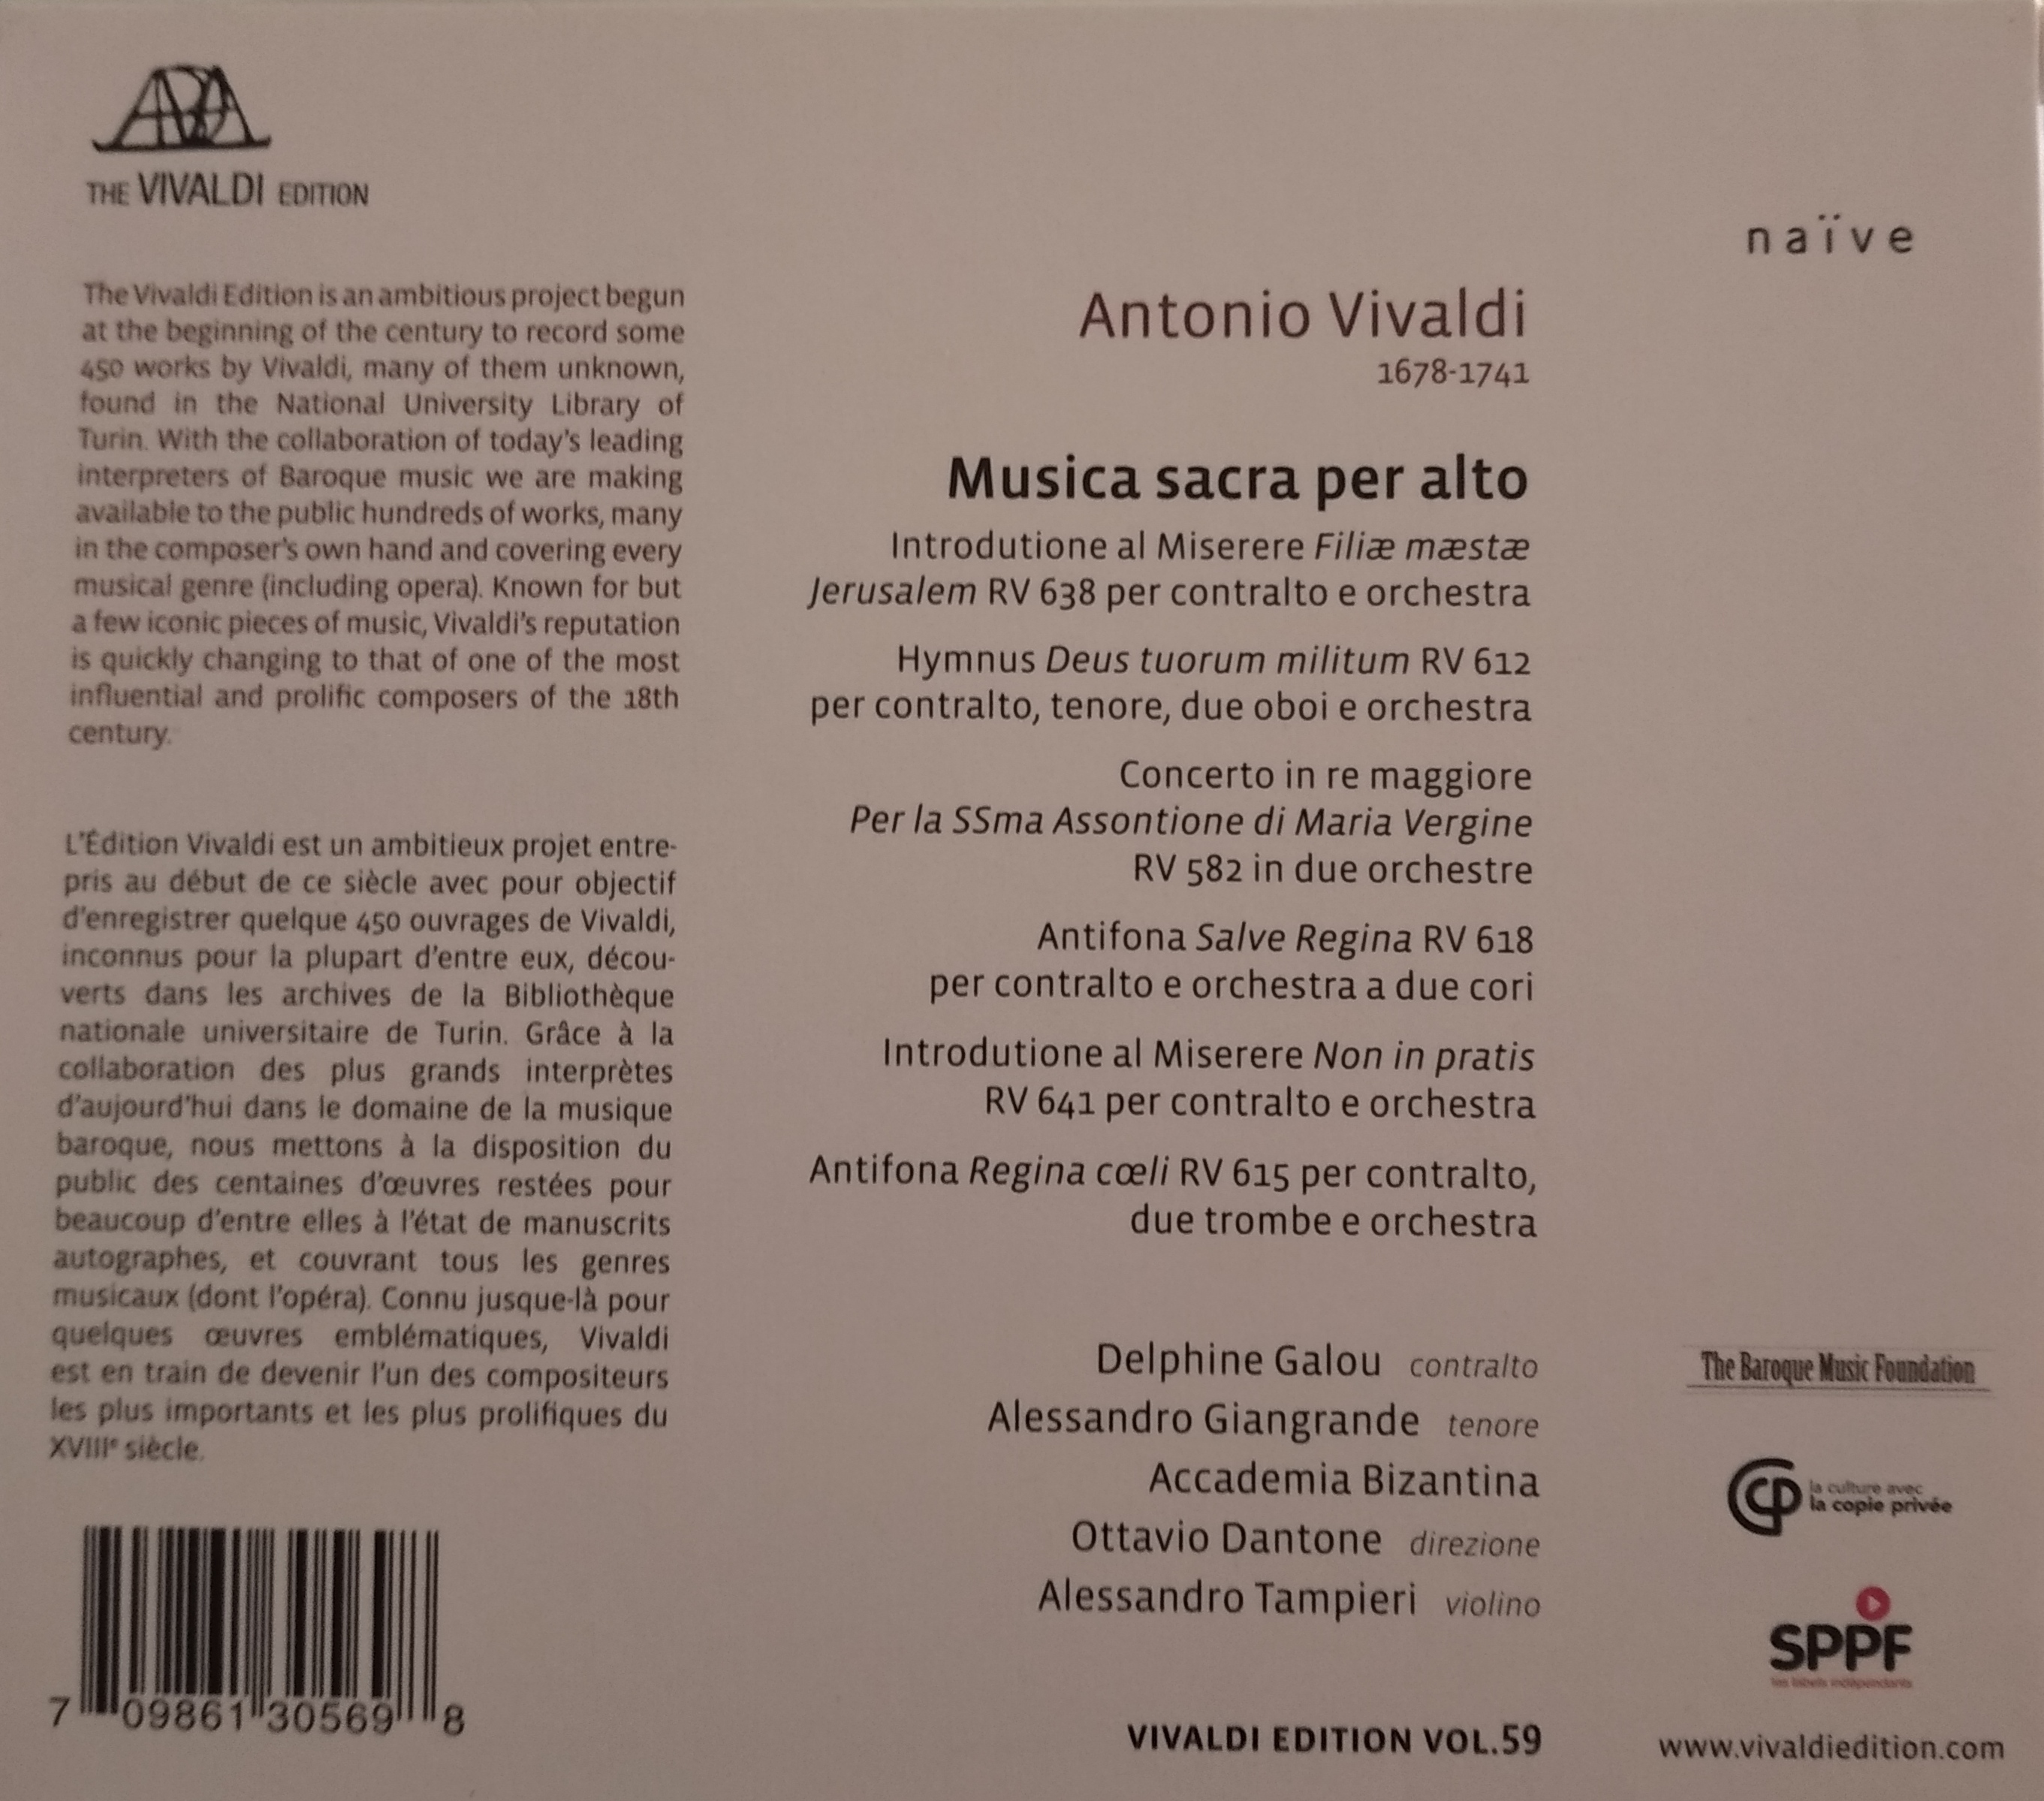 THE VIVALDI EDITION
The Vivaldi Edition is an ambitious project begun
at the beginning of the century to record some
450 works by Vivaldi, many of them unknown,
found in the National University Library of
Turin. With the collaboration of today's leading
interpreters of Baroque music we are making
available to the public hundreds of works, many
in the composer's own hand and covering every
musical genre (including opera). Known for but
a few iconic pieces of music, Vivaldi's reputation
is quickly changing to that of one of the most
influential and prolific composers of the 18th
century.
L'Édition Vivaldi est un ambitieux projet entre-
pris au début de ce siècle avec pour objectif
d'enregistrer quelque 450 ouvrages de Vivaldi,
inconnus pour la plupart d'entre eux, décou-
verts dans les archives de la Bibliothèque
nationale universitaire de Turin. Grâce à la
collaboration des plus grands interprètes
d'aujourd'hui dans le domaine de la musique
baroque, nous mettons à la disposition du
public des centaines d'œuvres restées pour
beaucoup d'entre elles à l'état de manuscrits
autographes, et couvrant tous les genres
musicaux (dont l'opéra). Connu jusque-là pour
quelques œuvres emblématiques, Vivaldi
est en train de devenir l'un des compositeurs
les plus importants et les plus prolifiques du
XVIIIe siècle.
7 09861 30569 8
naïve
Antonio Vivaldi
1678-1741
Musica sacra per alto
Introdutione al Miserere Filiæ mæstæ
Jerusalem RV 638 per contralto e orchestra
Hymnus Deus tuorum militum RV 612
per contralto, tenore, due oboi e orchestra
Concerto in re maggiore
Per la SSma Assontione di Maria Vergine
RV 582 in due orchestre
Antifona Salve Regina RV 618
per contralto e orchestra a due cori
Introdutione al Miserere Non in pratis
RV 641 per contralto e orchestra
Antifona Regina cœli RV 615 per contralto,
due trombe e orchestra
Delphine Galou contralto
Alessandro Giangrande tenore
Accademia Bizantina
Ottavio Dantone direzione
Alessandro Tampieri violino
VIVALDI EDITION VOL.59
The Baroque Music Foundation
la culture avec
la copie privée
SPPF
les labels indépendants
www.vivaldiedition.com